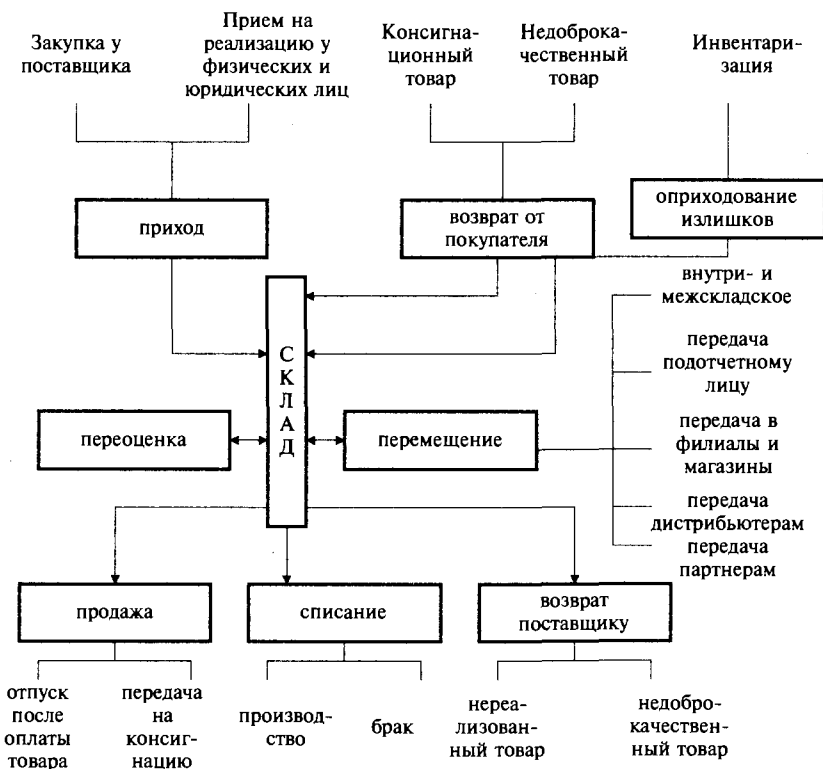 Закупка у
поставщика
Прием на
реализацию у
физических и
юридических лиц
Консигна-
ционный
товар
Недоброка-
чественный
товар
Инвентари-
зация
приход
возврат от
покупателя
оприходование
излишков
С
К
Л
А
Д
внутри- и
межскладское
передача
подотчетному
лицу
передача в
филиалы и
магазины
передача
дистрибьютерам
передача
партнерам
переоценка
перемещение
продажа
списание
возврат
поставщику
отпуск
после
оплаты
товара
передача
на
консиг-
нацию
производ-
ство
брак
нереа-
лизован-
ный товар
недобро-
качествен-
ный товар